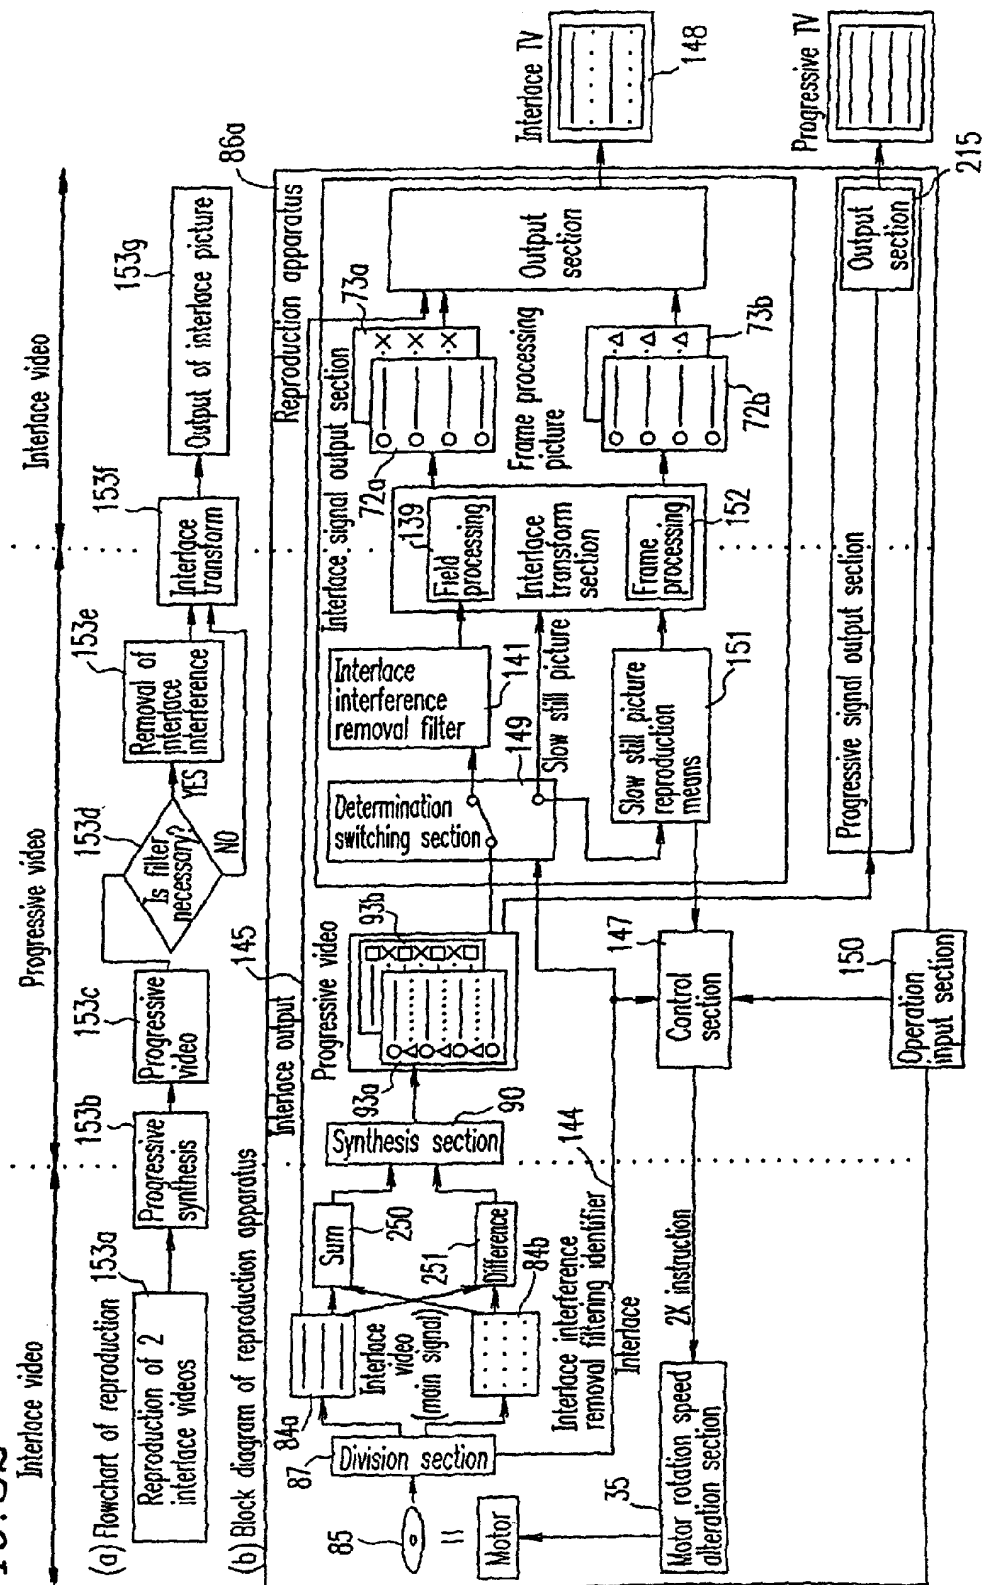 Interlace video
Progressive video
Interlace video
(a) Flowchart of reproduction
153a
Reproduction of 2
interlace videos
153b
Progressive
synthesis
153c
Progressive
video
153d
Is filter
necessary?
YES
NO
153e
Removal of
interlace
interference
153f
Interlace
transform
153g
Output of interlace picture
(b) Block diagram of reproduction apparatus
86a
Reproduction apparatus
145
Interlace output
Interlace signal output section
85
Motor
87
Division section
84a
Interlace
video
(main signal)
84b
Sum
250
Difference
251
Synthesis section
90
Progressive video
93a
93b
Determination
switching section
149
Interlace
interference
removal filter
141
Slow still picture
Slow still picture
reproduction
means
151
139
Field
processing
Interlace
transform
section
Frame
processing
152
72a
73a
Frame processing
picture
72b
73b
Output
section
Interlace TV
148
Interlace interference
removal filtering identifier
144
Interlace
35
Motor rotation speed
alteration section
2X instruction
147
Control
section
150
Operation
input section
Progressive signal output section
Output
section
215
Progressive TV